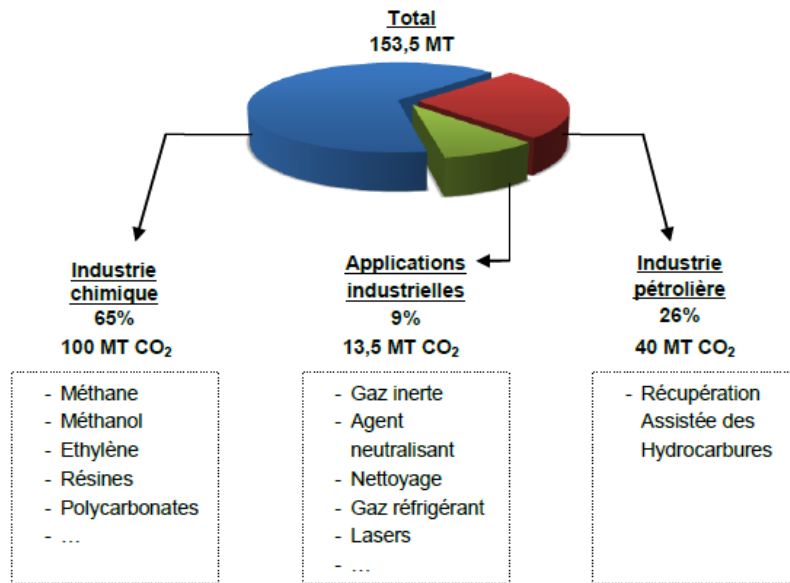 Total
153,5 MT
Industrie
chimique
65%
100 MT CO₂
- Méthane
- Méthanol
- Ethylène
- Résines
- Polycarbonates
- …
Applications
industrielles
9%
13,5 MT CO₂
- Gaz inerte
- Agent
neutralisant
- Nettoyage
- Gaz réfrigérant
- Lasers
- …
Industrie
pétrolière
26%
40 MT CO₂
- Récupération
Assistée des
Hydrocarbures